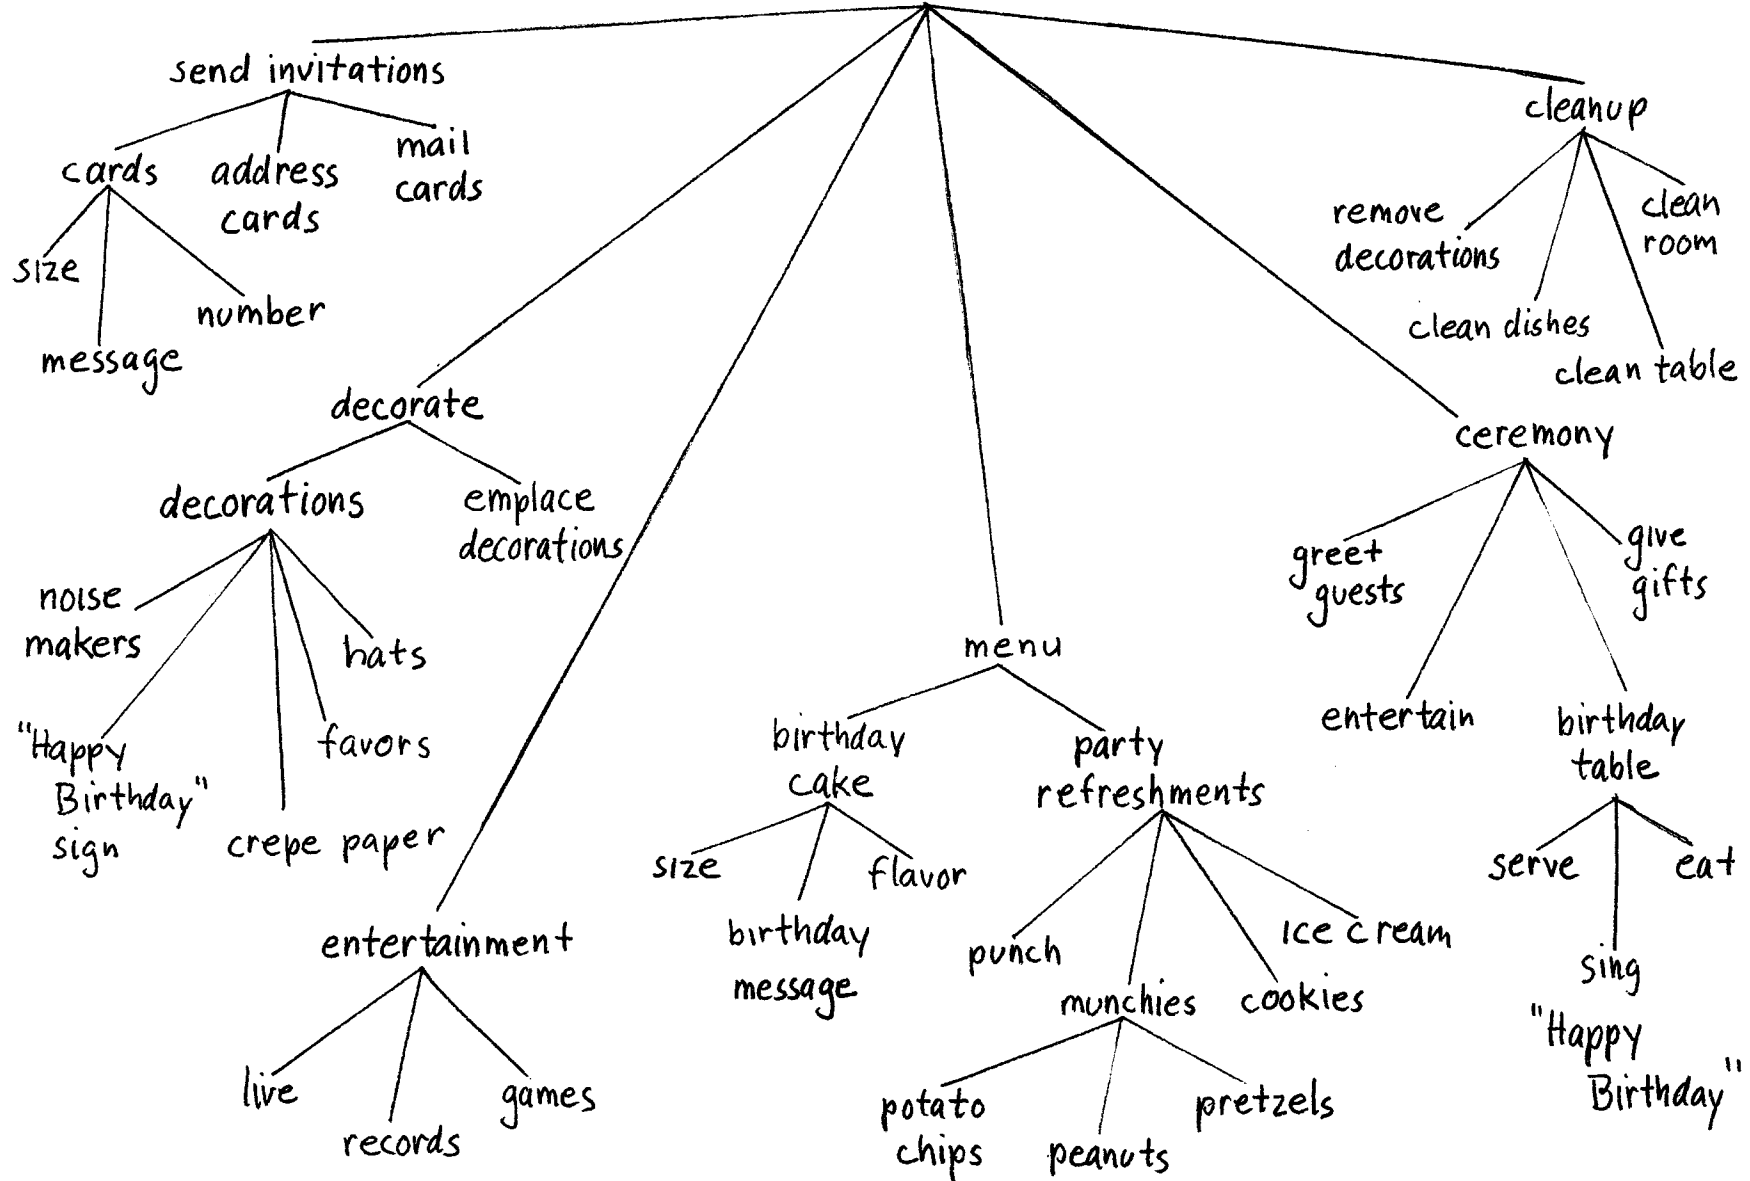 send invitations
cards
address
cards
mail
cards
size
message
number
decorate
decorations
emplace
decorations
noise
makers
"Happy
Birthday"
sign
crepe paper
favors
hats
entertainment
live
records
games
menu
birthday
cake
size
birthday
message
flavor
party
refreshments
punch
munchies
cookies
ice cream
potato
chips
peanuts
pretzels
ceremony
greet
guests
entertain
birthday
table
give
gifts
serve
sing
"Happy
Birthday"
eat
cleanup
remove
decorations
clean dishes
clean table
clean
room